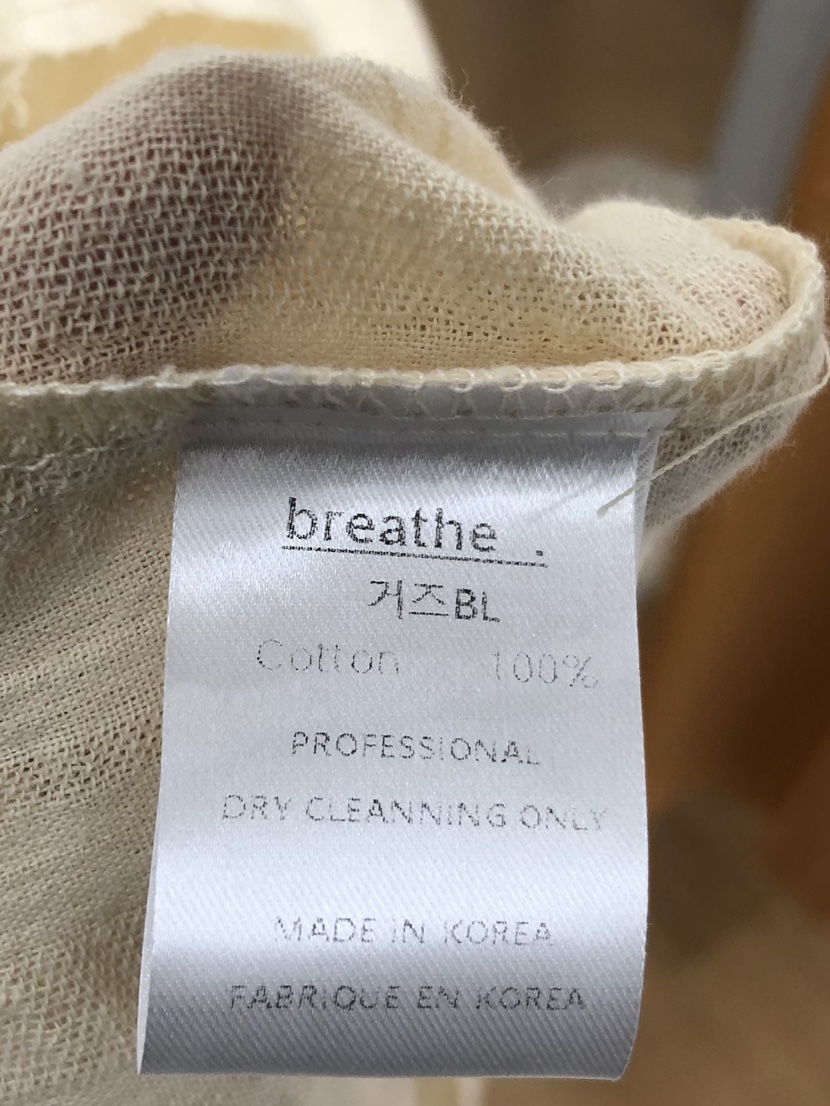 breathe .
거즈BL
Cotton 100%
PROFESSIONAL
DRY CLEANNING ONLY
MADE IN KOREA
FABRIQUE EN KOREA